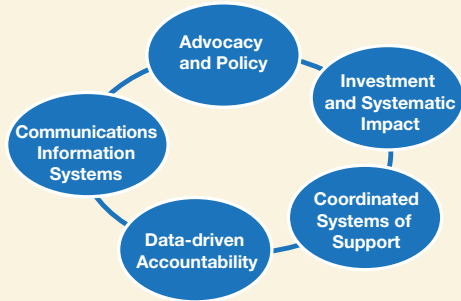 Advocacy
and Policy
Investment
and Systematic
Impact
Communications
Information
Systems
Coordinated
Systems of
Support
Data-driven
Accountability